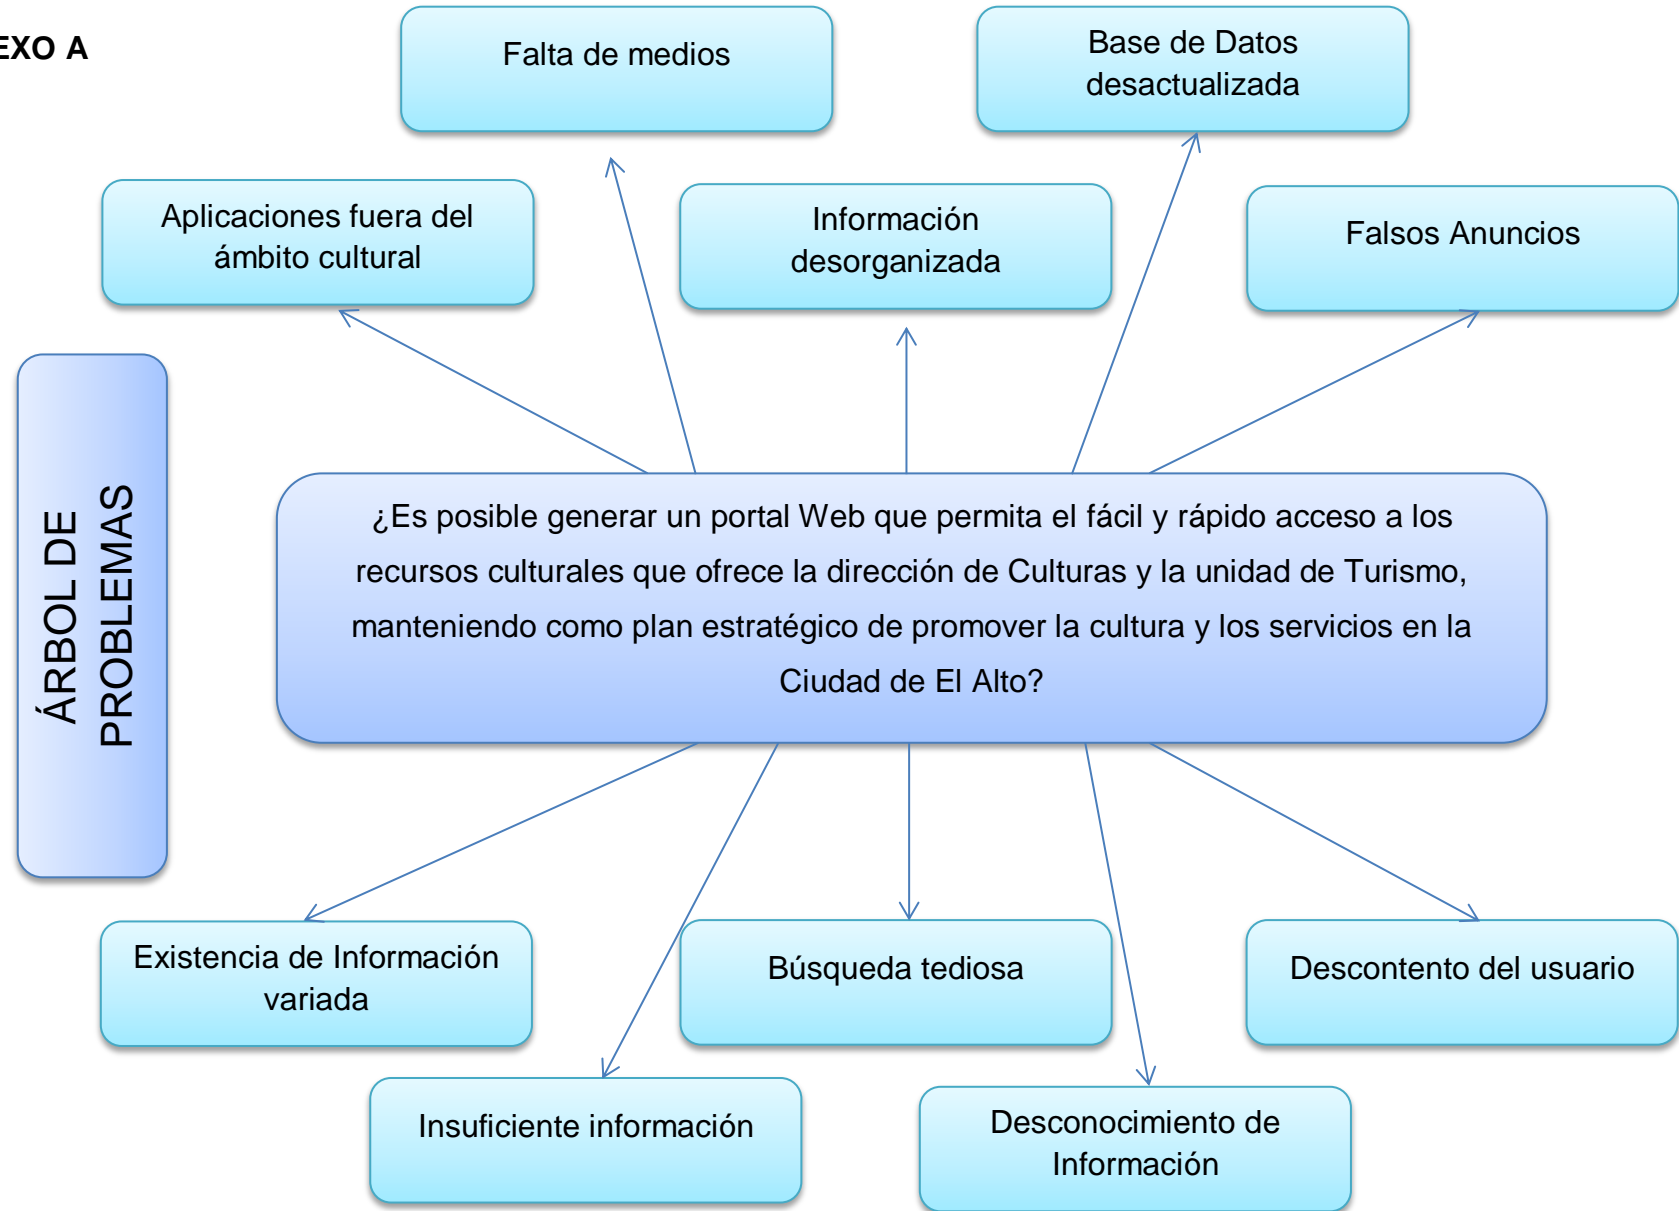 EXO A
Falta de medios
Base de Datos
desactualizada
Aplicaciones fuera del
ámbito cultural
Información
desorganizada
Falsos Anuncios
ÁRBOL DE
PROBLEMAS
¿Es posible generar un portal Web que permita el fácil y rápido acceso a los
recursos culturales que ofrece la dirección de Culturas y la unidad de Turismo,
manteniendo como plan estratégico de promover la cultura y los servicios en la
Ciudad de El Alto?
Existencia de Información
variada
Búsqueda tediosa
Descontento del usuario
Insuficiente información
Desconocimiento de
Información